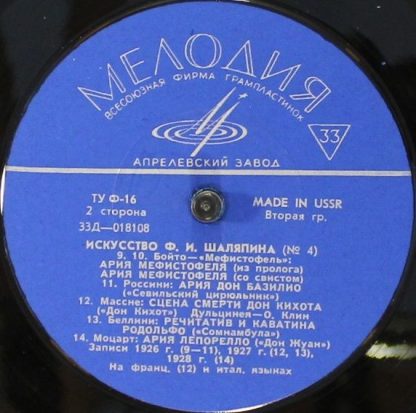 МЕЛОДИЯ
ВСЕСОЮЗНАЯ ФИРМА ГРАМПЛАСТИНОК
33
АПРЕЛЕВСКИЙ ЗАВОД
ТУ Ф-16
MADE IN USSR
2 сторона
Вторая гр.
33Д—018108
ИСКУССТВО Ф. И. ШАЛЯПИНА (№ 4)
9, 10. Бойто—«Мефистофель»:
АРИЯ МЕФИСТОФЕЛЯ (из пролога)
АРИЯ МЕФИСТОФЕЛЯ (со свистом)
11. Россини: АРИЯ ДОН БАЗИЛИО
(«Севильский цирюльник»)
12. Массне: СЦЕНА СМЕРТИ ДОН КИХОТА
(«Дон Кихот») Дульцинея—О. Клин
13. Беллини: РЕЧИТАТИВ И КАВАТИНА
РОДОЛЬФО («Сомнамбула»)
14. Моцарт: АРИЯ ЛЕПОРЕЛЛО («Дон Жуан»)
Записи 1926 г. (9—11), 1927 г. (12, 13),
1928 г. (14)
На франц. (12) и итал. языках